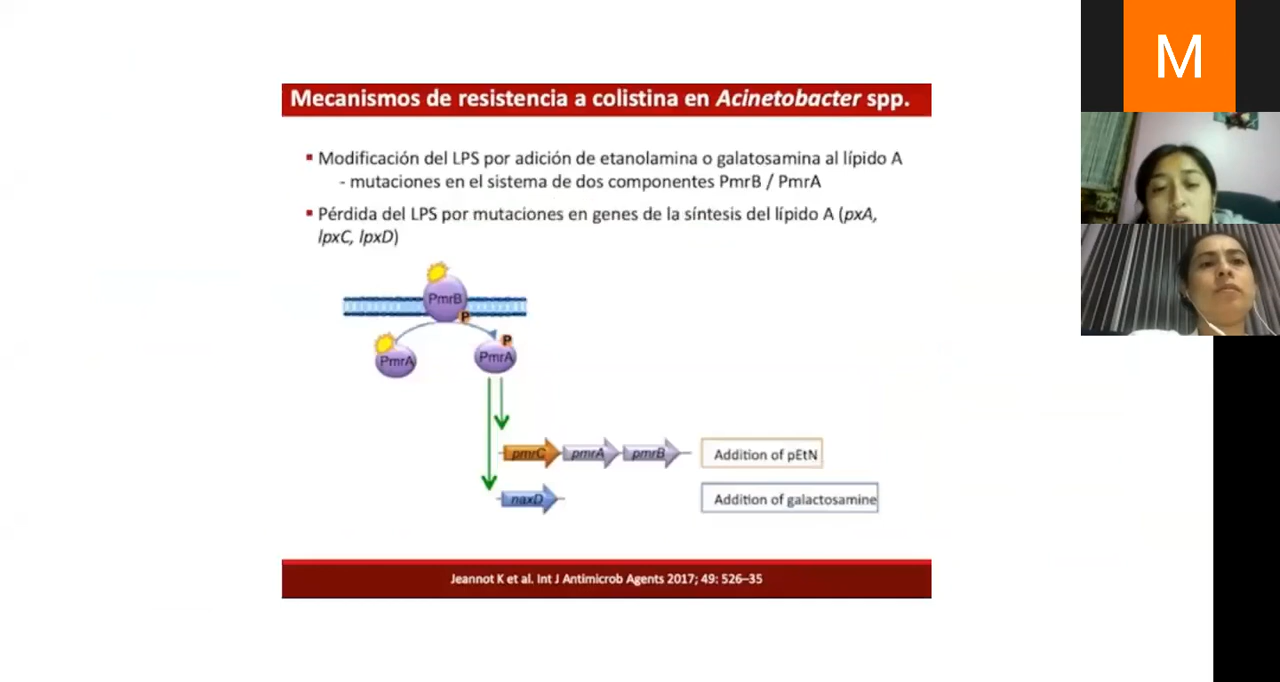 Mecanismos de resistencia a colistina en Acinetobacter spp.
▪ Modificación del LPS por adición de etanolamina o galatosamina al lípido A
- mutaciones en el sistema de dos componentes PmrB / PmrA
▪ Pérdida del LPS por mutaciones en genes de la síntesis del lípido A (pxA,
lpxC, lpxD)
PmrB
P
P
PmrA
PmrA
pmrC pmrA pmrB
Addition of pEtN
naxD
Addition of galactosamine
Jeannot K et al. Int J Antimicrob Agents 2017; 49: 526–35
M